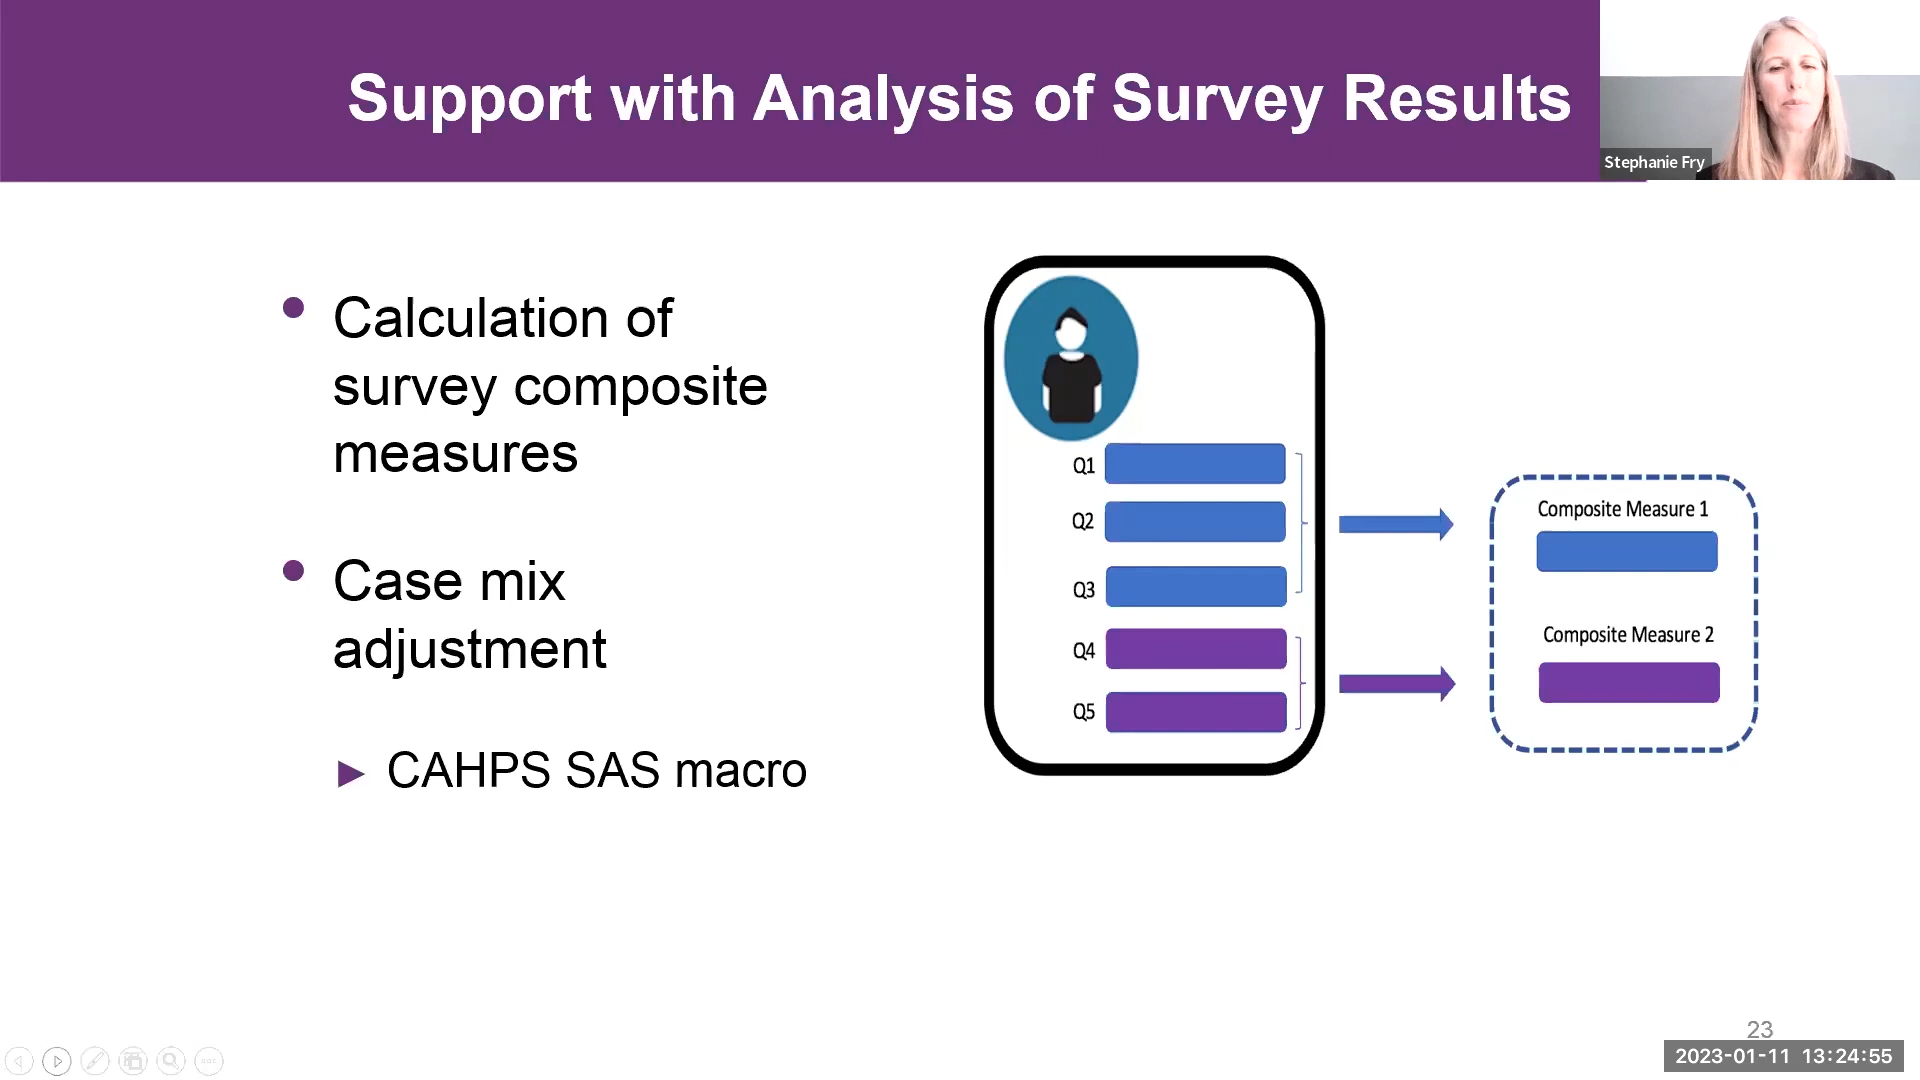 Support with Analysis of Survey Results
Stephanie Fry
Calculation of
survey composite
measures
Case mix
adjustment
CAHPS SAS macro
Q1
Q2
Q3
Q4
Q5
Composite Measure 1
Composite Measure 2
23
2023-01-11 13:24:55